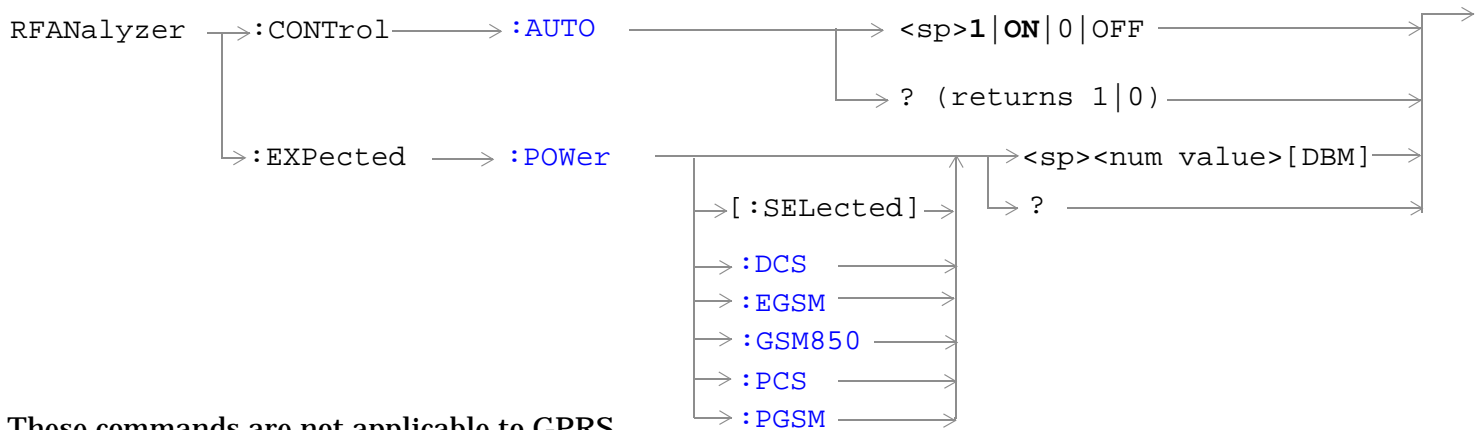 RFANalyzer :CONTrol :AUTO <sp>1|ON|0|OFF
? (returns 1|0)
:EXPected :POWer <sp><num value>[DBM]
[:SELected] ?
:DCS
:EGSM
:GSM850
:PCS
:PGSM
These commands are not applicable to GPRS